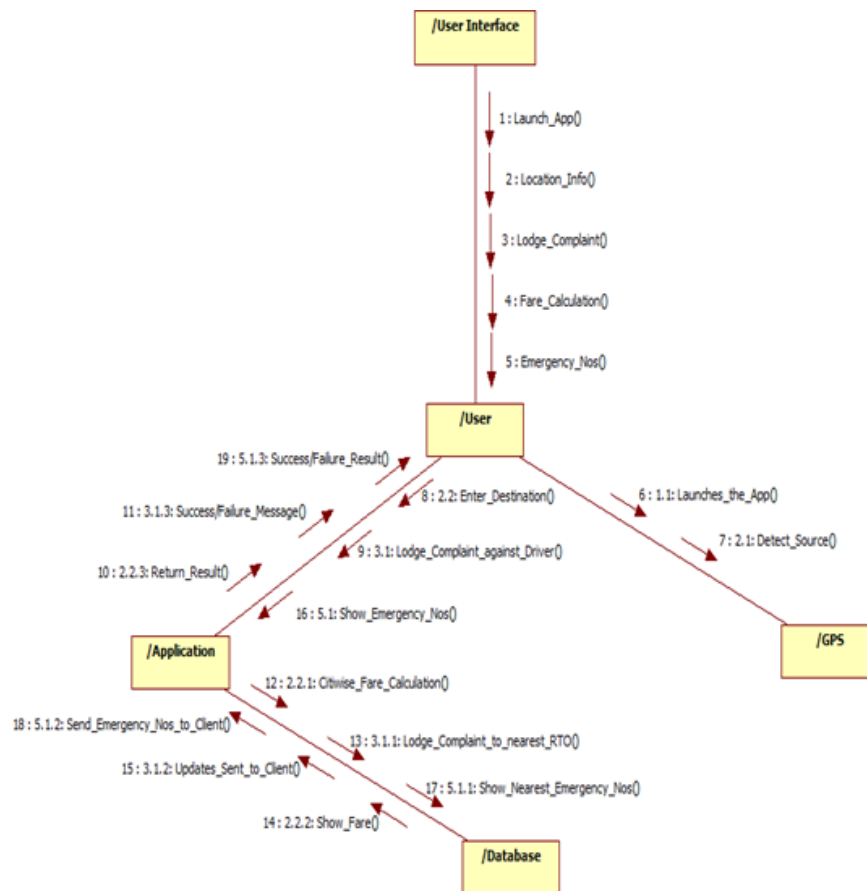 /User Interface
1 : Launch_App()
2 : Location_Info()
3 : Lodge_Complaint()
4 : Fare_Calculation()
5 : Emergency_Nos()
/User
19 : 5.1.3: Success/Failure_Result()
8 : 2.2: Enter_Destination()
6 : 1.1: Launches_the_App()
11 : 3.1.3: Success/Failure_Message()
7 : 2.1: Detect_Source()
9 : 3.1: Lodge_Complaint_against_Driver()
10 : 2.2.3: Return_Result()
16 : 5.1: Show_Emergency_Nos()
/Application
/GPS
12 : 2.2.1: Citiwise_Fare_Calculation()
18 : 5.1.2: Send_Emergency_Nos_to_Client()
13 : 3.1.1: Lodge_Complaint_to_nearest_RTO()
15 : 3.1.2: Updates_Sent_to_Client()
17 : 5.1.1: Show_Nearest_Emergency_Nos()
14 : 2.2.2: Show_Fare()
/Database